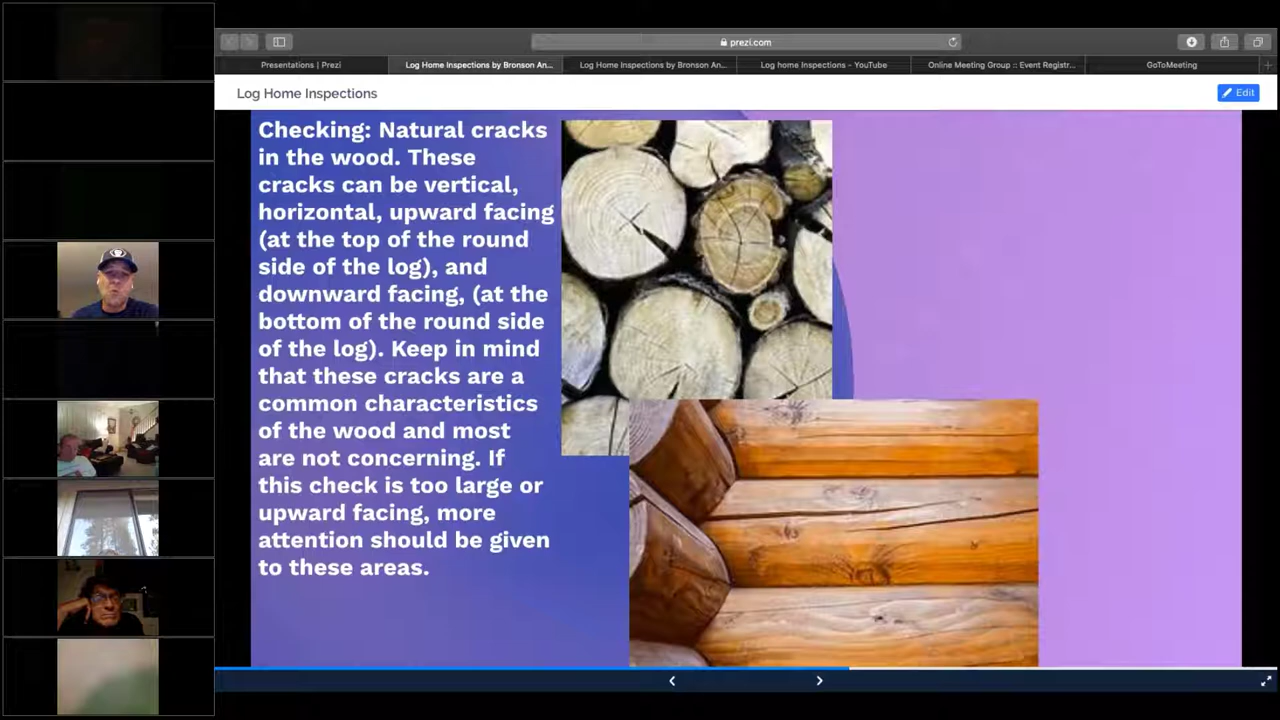 prezi.com
Presentations | Prezi
Log Home Inspections by Bronson An...
Log Home Inspections by Bronson An...
Log home Inspections - YouTube
Online Meeting Group :: Event Registr...
GoToMeeting
Log Home Inspections
Edit
Checking: Natural cracks
in the wood. These
cracks can be vertical,
horizontal, upward facing
(at the top of the round
side of the log), and
downward facing, (at the
bottom of the round side
of the log). Keep in mind
that these cracks are a
common characteristics
of the wood and most
are not concerning. If
this check is too large or
upward facing, more
attention should be given
to these areas.